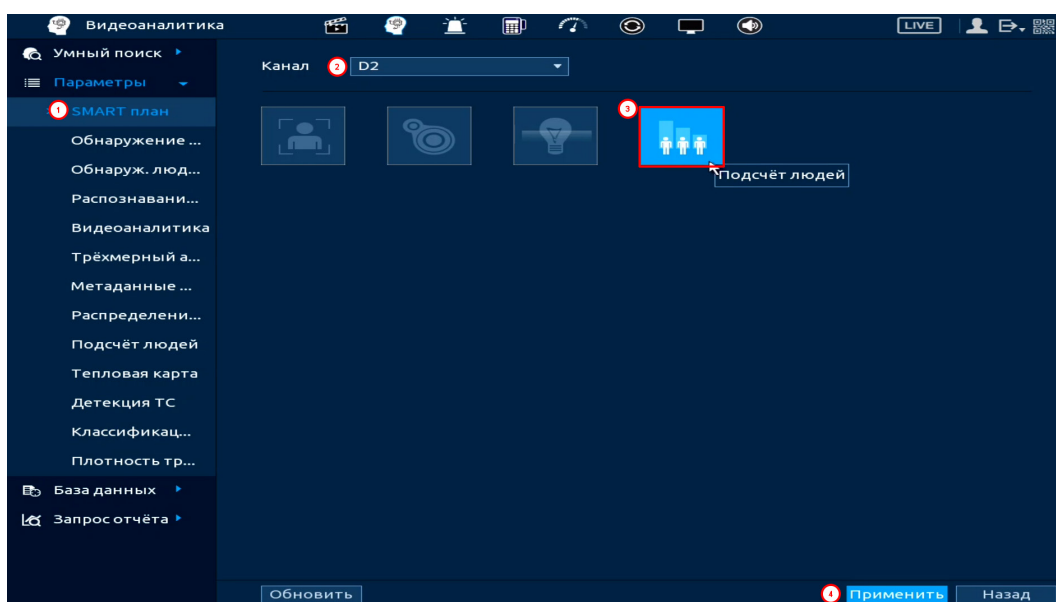 Видеоаналитика
LIVE
Умный поиск
Параметры
1 SMART план
Обнаружение ...
Обнаруж. люд...
Распознавани...
Видеоаналитика
Трёхмерный а...
Метаданные ...
Распределени...
Подсчёт людей
Тепловая карта
Детекция ТС
Классификац...
Плотность тр...
База данных
Запрос отчёта
Канал 2 D2
3
Подсчёт людей
Обновить
4 Применить
Назад